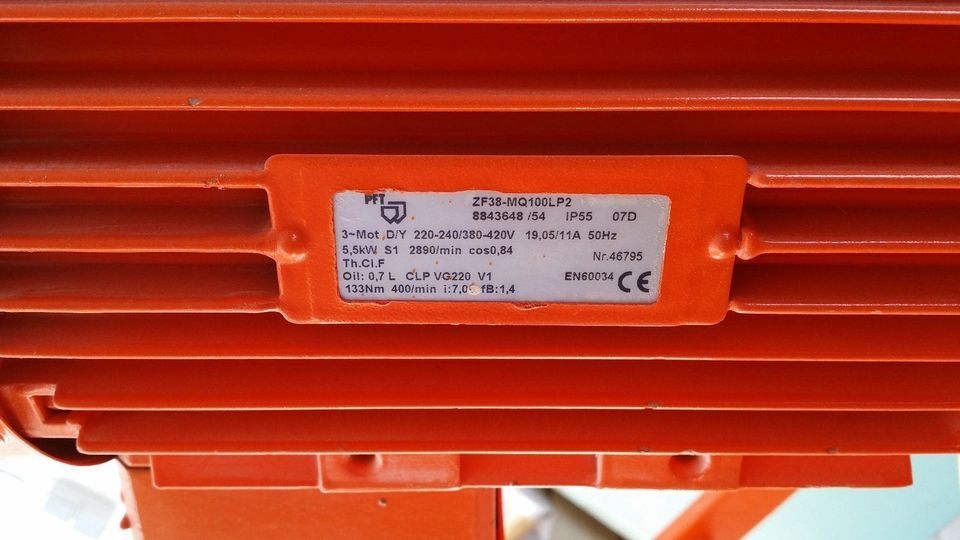 PFT
ZF38-MQ100LP2
8843648 /54 IP55 07D
3~Mot D/Y 220-240/380-420V 19,05/11A 50Hz
5,5kW S1 2890/min cos0,84
Nr.46795
Th.Cl.F
Oil: 0,7 L CLP VG220 V1 EN60034 CE
133Nm 400/min fB:1,4